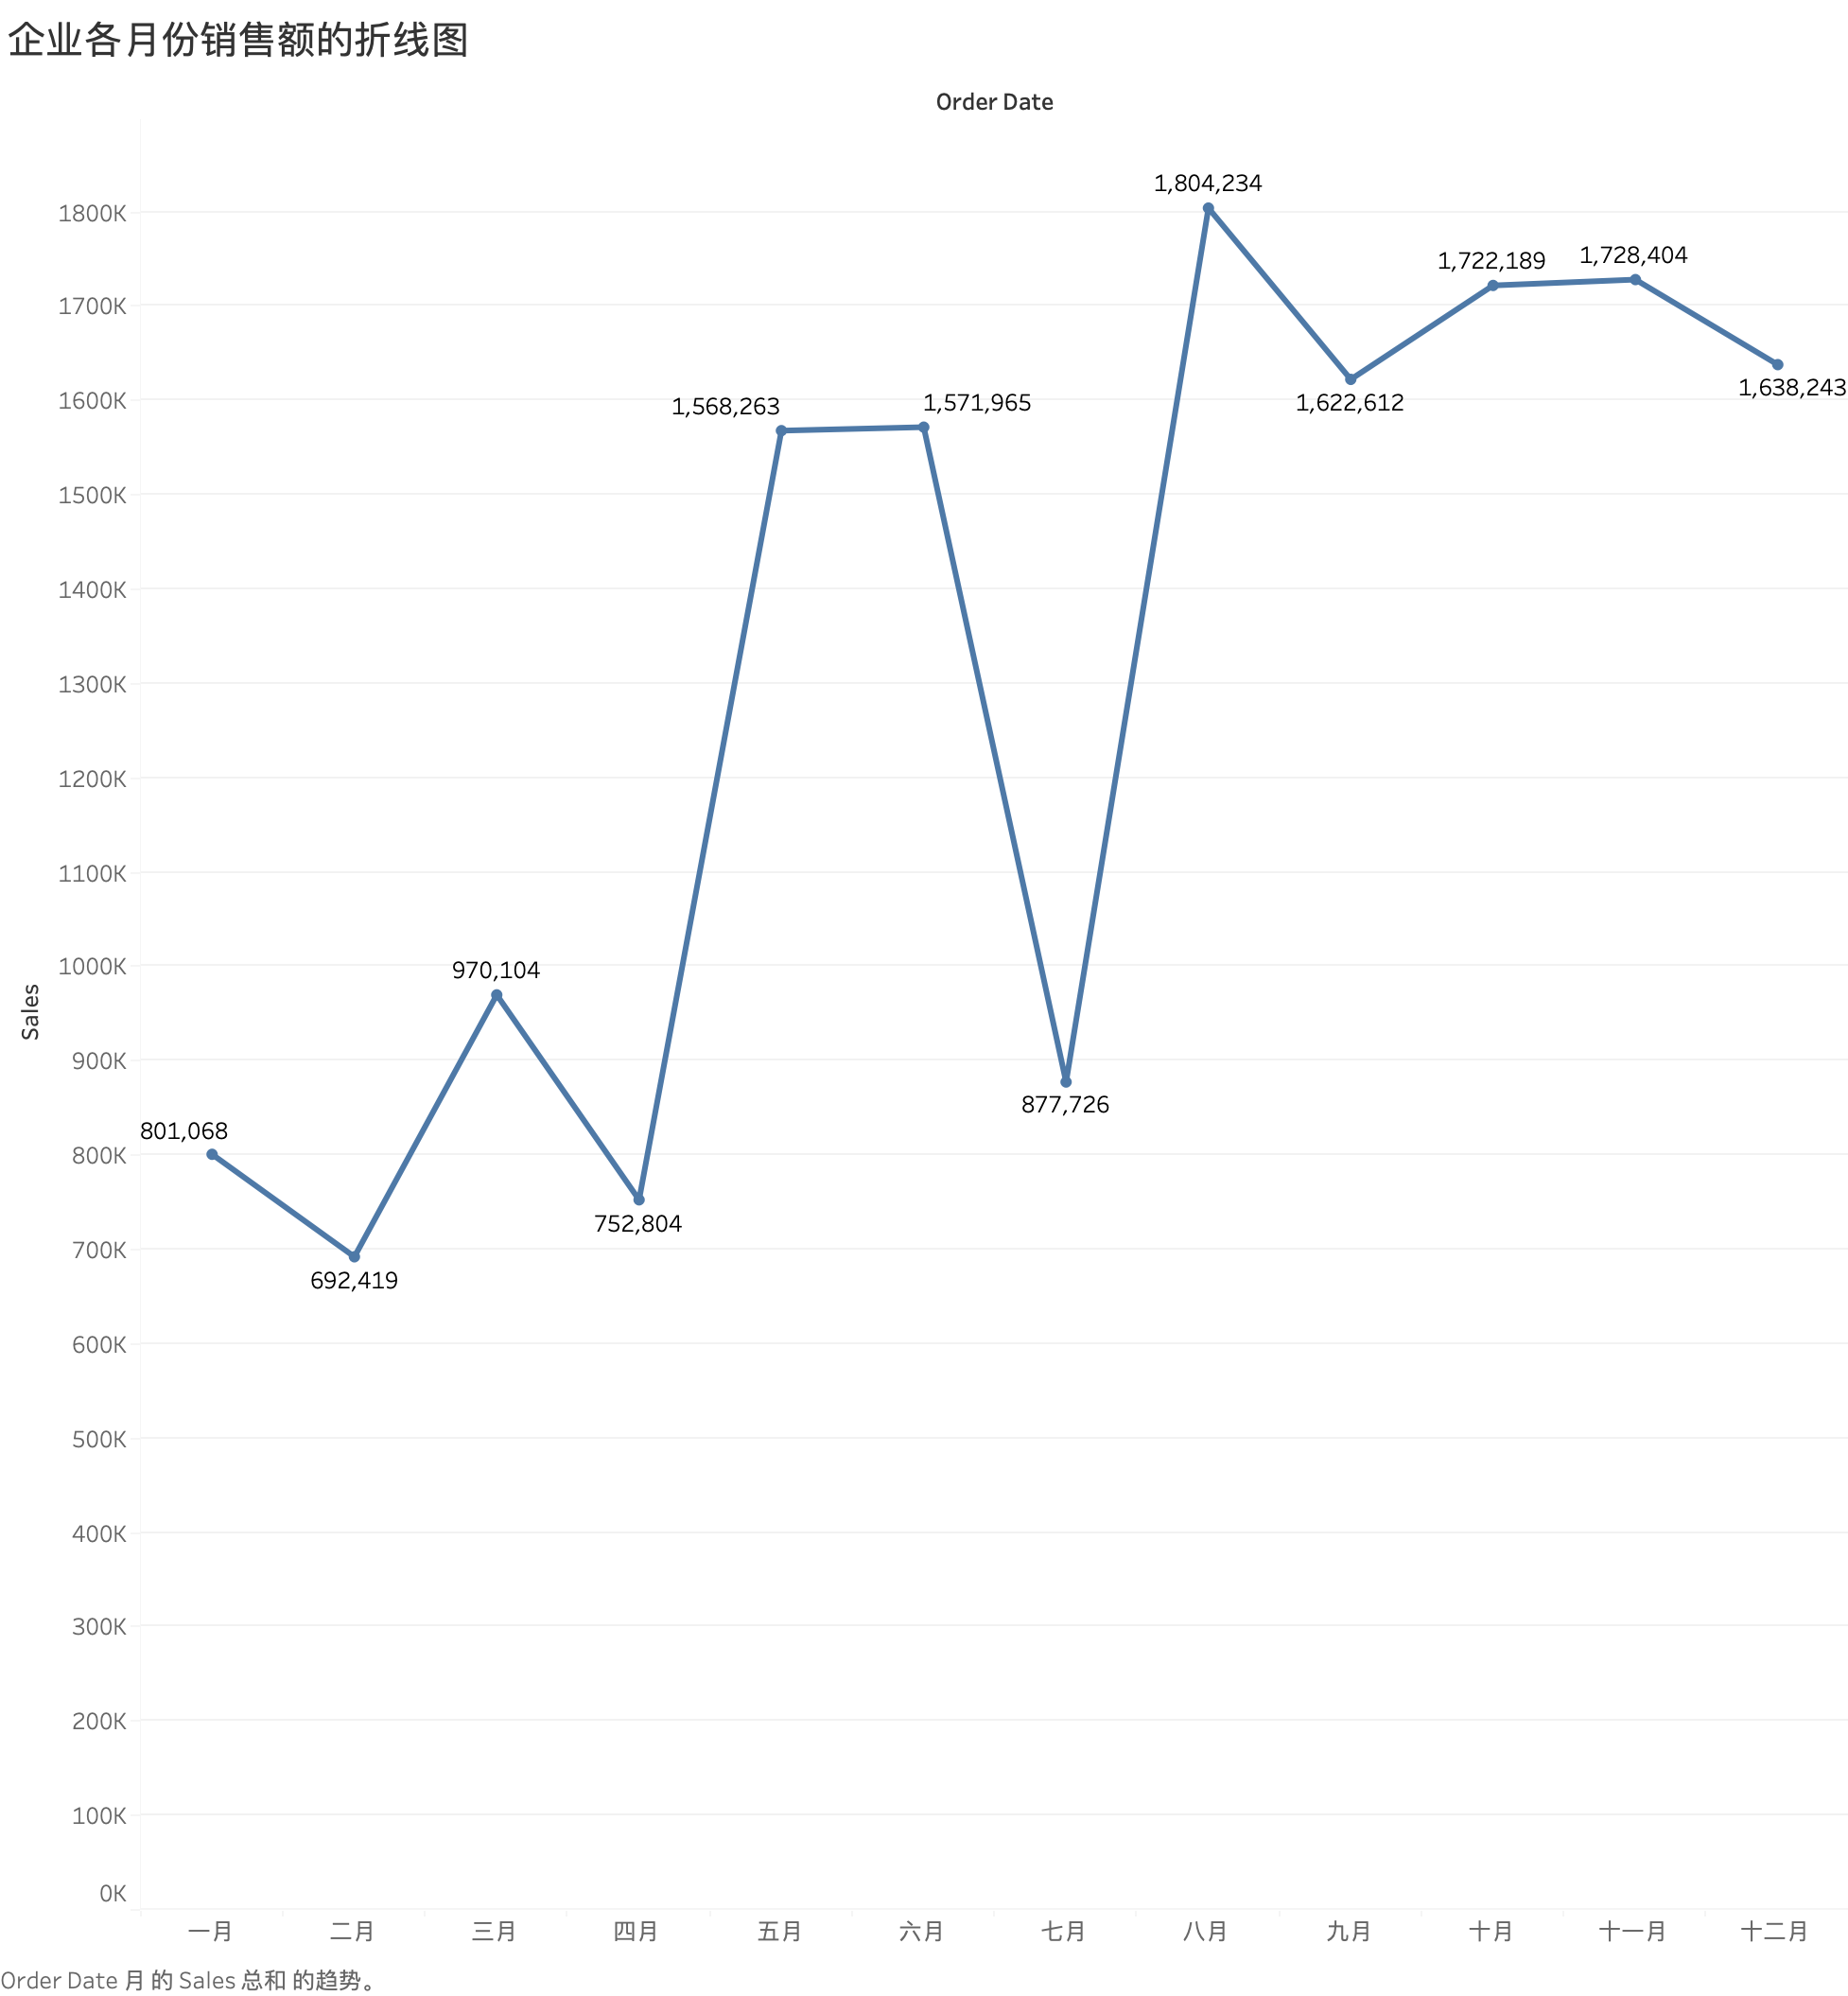 企业各月份销售额的折线图
Order Date
1,804,234
1800K
1,728,404
1,722,189
1700K
1,638,243
1600K
1,568,263
1,571,965
1,622,612
1500K
1400K
1300K
1200K
1100K
1000K
970,104
Sales
900K
877,726
801,068
800K
752,804
700K
692,419
600K
500K
400K
300K
200K
100K
0K
一月 二月 三月 四月 五月 六月 七月 八月 九月 十月 十一月 十二月
Order Date 月 的 Sales 总和 的趋势。